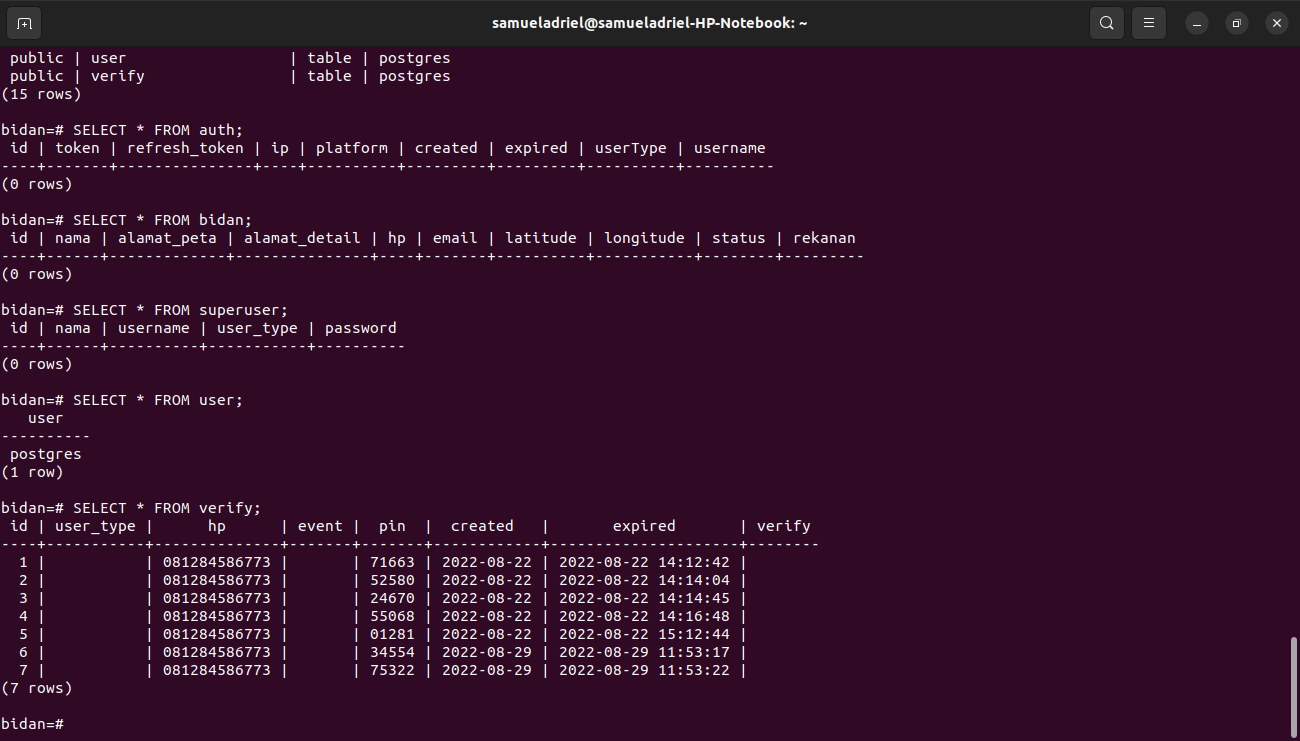 samueladriel@samueladriel-HP-Notebook: ~
 public | user                  | table | postgres
 public | verify                | table | postgres
(15 rows)

bidan=# SELECT * FROM auth;
 id | token | refresh_token | ip | platform | created | expired | userType | username
----+-------+---------------+----+----------+---------+---------+----------+----------
(0 rows)

bidan=# SELECT * FROM bidan;
 id | nama | alamat_peta | alamat_detail | hp | email | latitude | longitude | status | rekanan
----+------+-------------+---------------+----+-------+----------+-----------+--------+---------
(0 rows)

bidan=# SELECT * FROM superuser;
 id | nama | username | user_type | password
----+------+----------+-----------+----------
(0 rows)

bidan=# SELECT * FROM user;
   user
----------
 postgres
(1 row)

bidan=# SELECT * FROM verify;
 id | user_type |      hp      | event |  pin  |  created   |       expired       | verify
----+-----------+--------------+-------+-------+------------+---------------------+--------
  1 |           | 081284586773 |       | 71663 | 2022-08-22 | 2022-08-22 14:12:42 |
  2 |           | 081284586773 |       | 52580 | 2022-08-22 | 2022-08-22 14:14:04 |
  3 |           | 081284586773 |       | 24670 | 2022-08-22 | 2022-08-22 14:14:45 |
  4 |           | 081284586773 |       | 55068 | 2022-08-22 | 2022-08-22 14:16:48 |
  5 |           | 081284586773 |       | 01281 | 2022-08-22 | 2022-08-22 15:12:44 |
  6 |           | 081284586773 |       | 34554 | 2022-08-29 | 2022-08-29 11:53:17 |
  7 |           | 081284586773 |       | 75322 | 2022-08-29 | 2022-08-29 11:53:22 |
(7 rows)

bidan=#